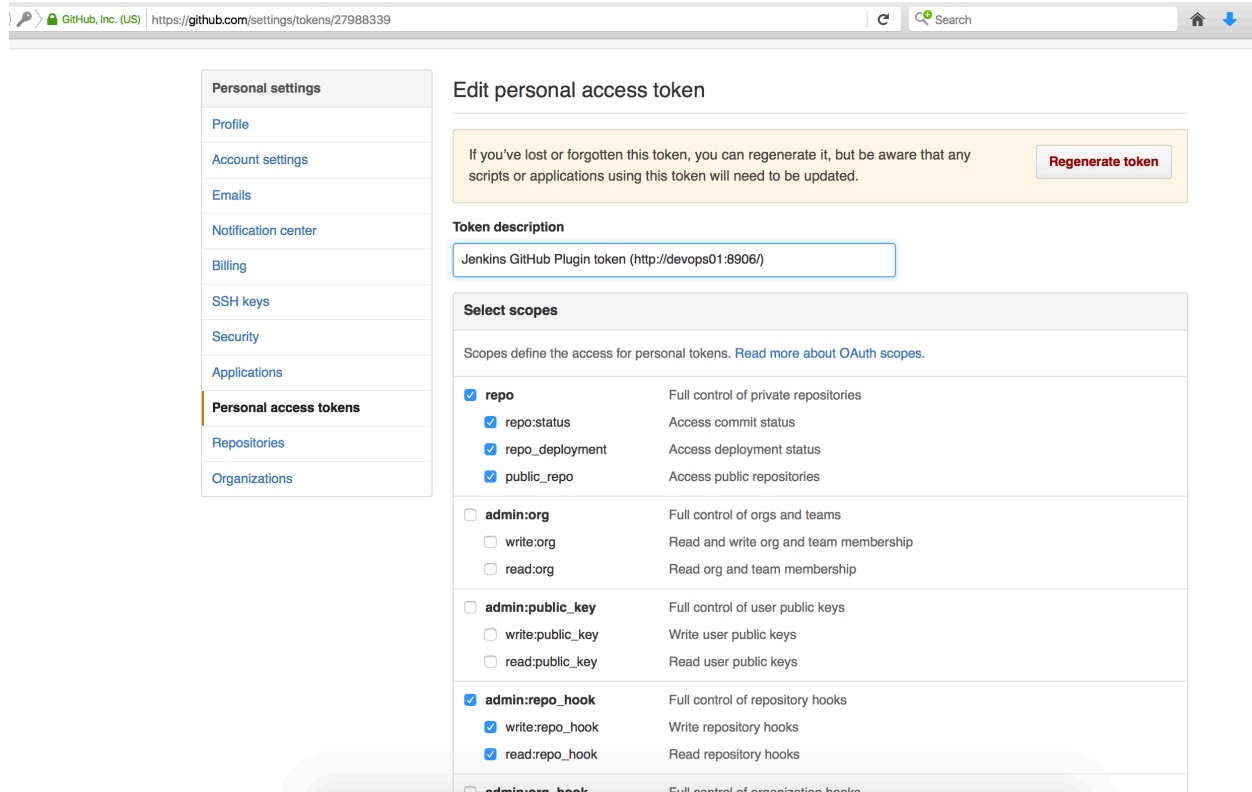 GitHub, Inc. (US) https://github.com/settings/tokens/27988339 Search
Personal settings
Profile
Account settings
Emails
Notification center
Billing
SSH keys
Security
Applications
Personal access tokens
Repositories
Organizations
Edit personal access token
If you've lost or forgotten this token, you can regenerate it, but be aware that any
scripts or applications using this token will need to be updated.
Regenerate token
Token description
Jenkins GitHub Plugin token (http://devops01:8906/)
Select scopes
Scopes define the access for personal tokens. Read more about OAuth scopes.
repo Full control of private repositories
repo:status Access commit status
repo_deployment Access deployment status
public_repo Access public repositories
admin:org Full control of orgs and teams
write:org Read and write org and team membership
read:org Read org and team membership
admin:public_key Full control of user public keys
write:public_key Write user public keys
read:public_key Read user public keys
admin:repo_hook Full control of repository hooks
write:repo_hook Write repository hooks
read:repo_hook Read repository hooks
admin:org_hook Full control of organization hooks